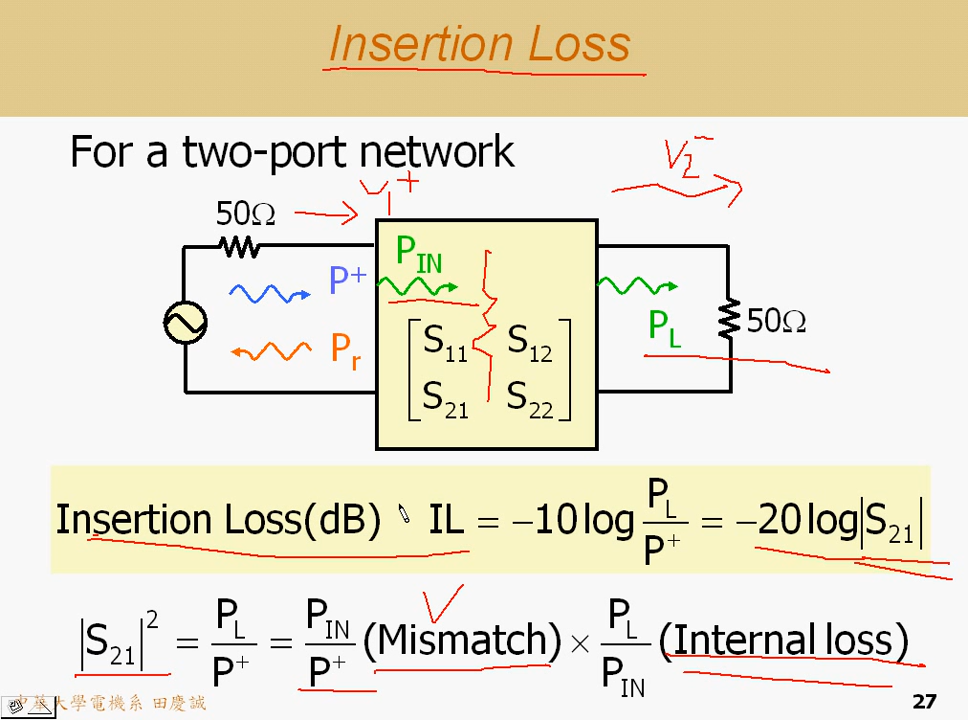 Insertion Loss
For a two-port network
V₂⁻
V₁⁺
50Ω
P_IN
P⁺
P_r
P_L
50Ω
S₁₁ S₁₂
S₂₁ S₂₂
Insertion Loss(dB) IL = −10 log P_L / P⁺ = −20 log|S₂₁|
|S₂₁|² = P_L / P⁺ = P_IN / P⁺ (Mismatch) × P_L / P_IN (Internal loss)
中華大學電機系 田慶誠
27